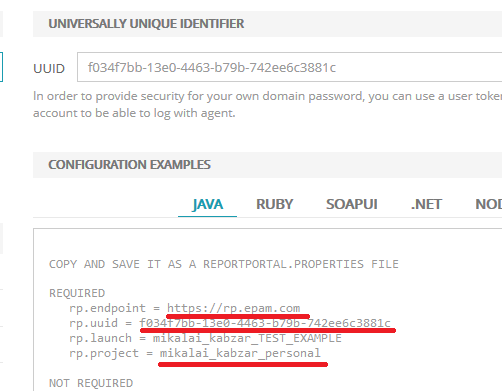 UNIVERSALLY UNIQUE IDENTIFIER
UUID f034f7bb-13e0-4463-b79b-742ee6c3881c
In order to provide security for your own domain password, you can use a user
account to be able to log with agent.
CONFIGURATION EXAMPLES
JAVA RUBY SOAPUI .NET
COPY AND SAVE IT AS A REPORTPORTAL.PROPERTIES FILE
REQUIRED
rp.endpoint = https://rp.epam.com
rp.uuid = f034f7bb-13e0-4463-b79b-742ee6c3881c
rp.launch = mikalai_kabzar_TEST_EXAMPLE
rp.project = mikalai_kabzar_personal
NOT REQUIRED